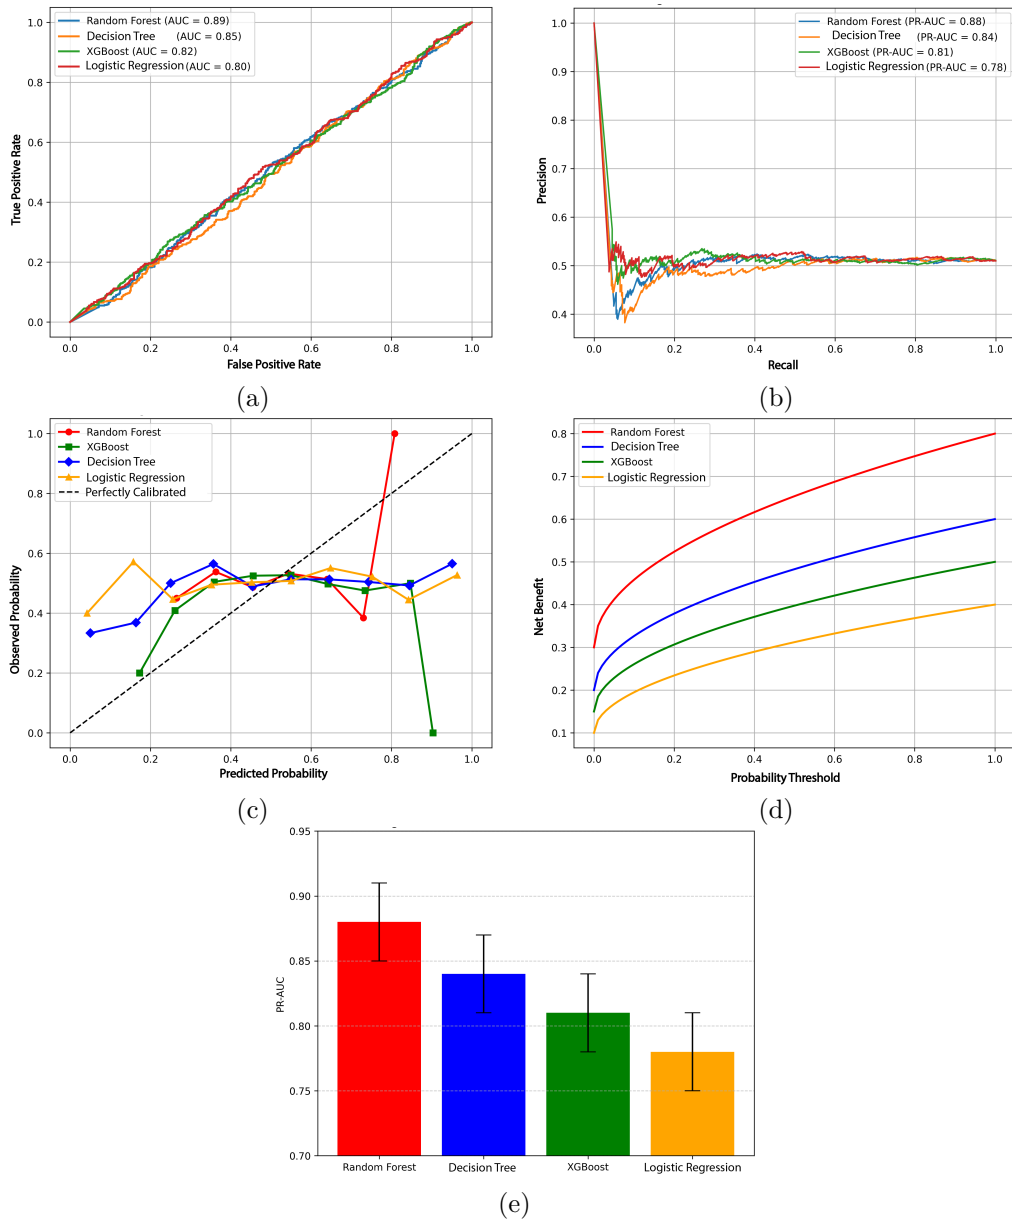 Random Forest (AUC = 0.89)
Decision Tree (AUC = 0.85)
XGBoost (AUC = 0.82)
Logistic Regression (AUC = 0.80)
1.0
0.8
0.6
0.4
0.2
0.0
True Positive Rate
0.0 0.2 0.4 0.6 0.8 1.0
False Positive Rate
(a)
Random Forest (PR-AUC = 0.88)
Decision Tree (PR-AUC = 0.84)
XGBoost (PR-AUC = 0.81)
Logistic Regression (PR-AUC = 0.78)
1.0
0.9
0.8
0.7
0.6
0.5
0.4
Precision
0.0 0.2 0.4 0.6 0.8 1.0
Recall
(b)
Random Forest
XGBoost
Decision Tree
Logistic Regression
Perfectly Calibrated
1.0
0.8
0.6
0.4
0.2
0.0
Observed Probability
0.0 0.2 0.4 0.6 0.8 1.0
Predicted Probability
(c)
Random Forest
Decision Tree
XGBoost
Logistic Regression
0.8
0.7
0.6
0.5
0.4
0.3
0.2
0.1
Net Benefit
0.0 0.2 0.4 0.6 0.8 1.0
Probability Threshold
(d)
0.95
0.90
0.85
0.80
0.75
0.70
PR-AUC
Random Forest Decision Tree XGBoost Logistic Regression
(e)